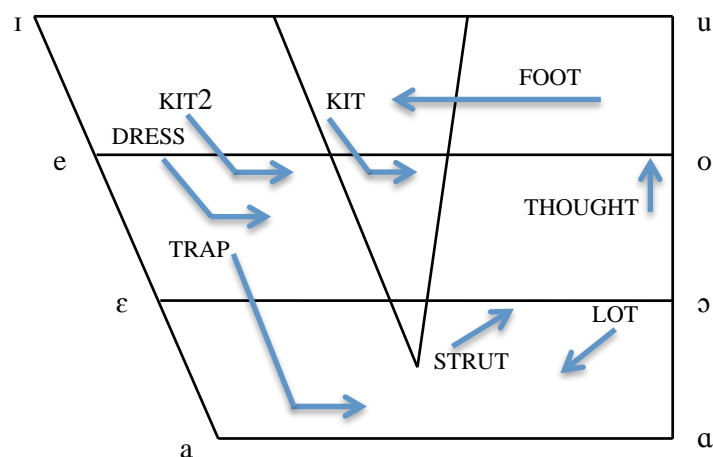 ɪ u
FOOT
KIT2 KIT
DRESS
e o
THOUGHT
TRAP
ɛ ɔ
LOT
STRUT
a ɑ